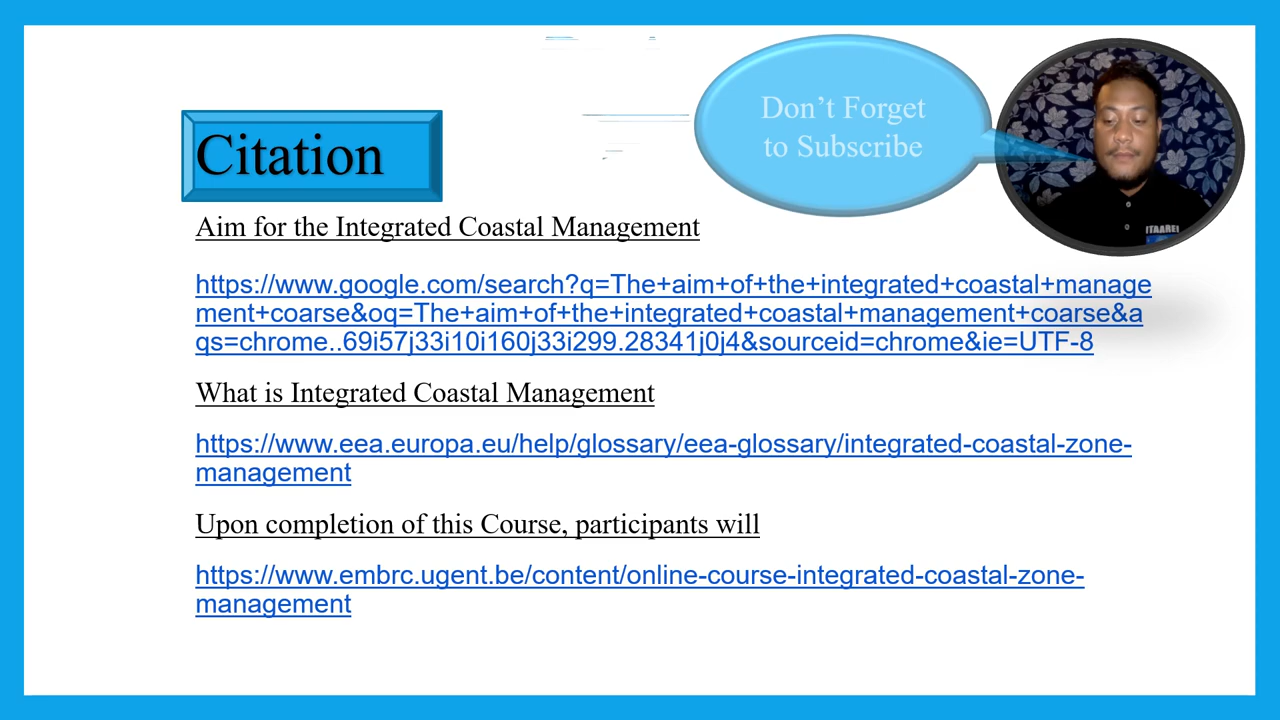 Don't Forget
to Subscribe
Citation
Aim for the Integrated Coastal Management
https://www.google.com/search?q=The+aim+of+the+integrated+coastal+manage
ment+coarse&oq=The+aim+of+the+integrated+coastal+management+coarse&a
qs=chrome..69i57j33i10i160j33i299.28341j0j4&sourceid=chrome&ie=UTF-8
What is Integrated Coastal Management
https://www.eea.europa.eu/help/glossary/eea-glossary/integrated-coastal-zone-
management
Upon completion of this Course, participants will
https://www.embrc.ugent.be/content/online-course-integrated-coastal-zone-
management